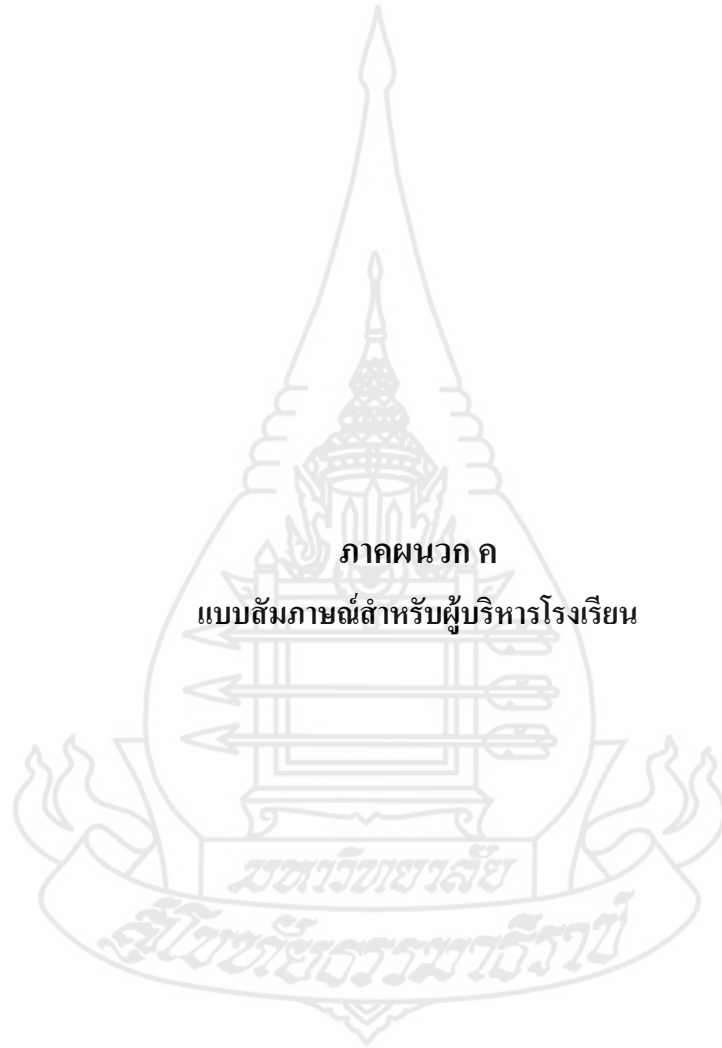 ภาคผนวก ค
แบบสัมภาษณ์สำหรับผู้บริหารโรงเรียน
มหาวิทยาลัย
สุโขทัยธรรมาธิราช